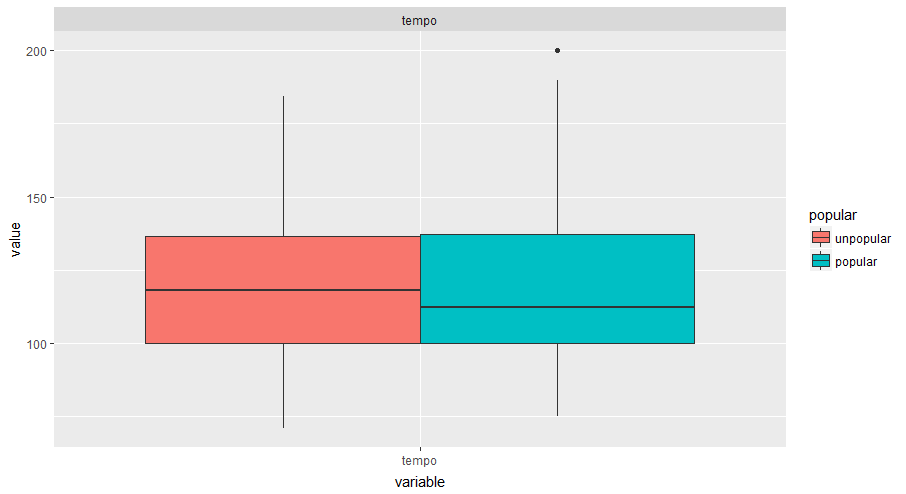 tempo
200
150
100
value
tempo
variable
popular
unpopular
popular